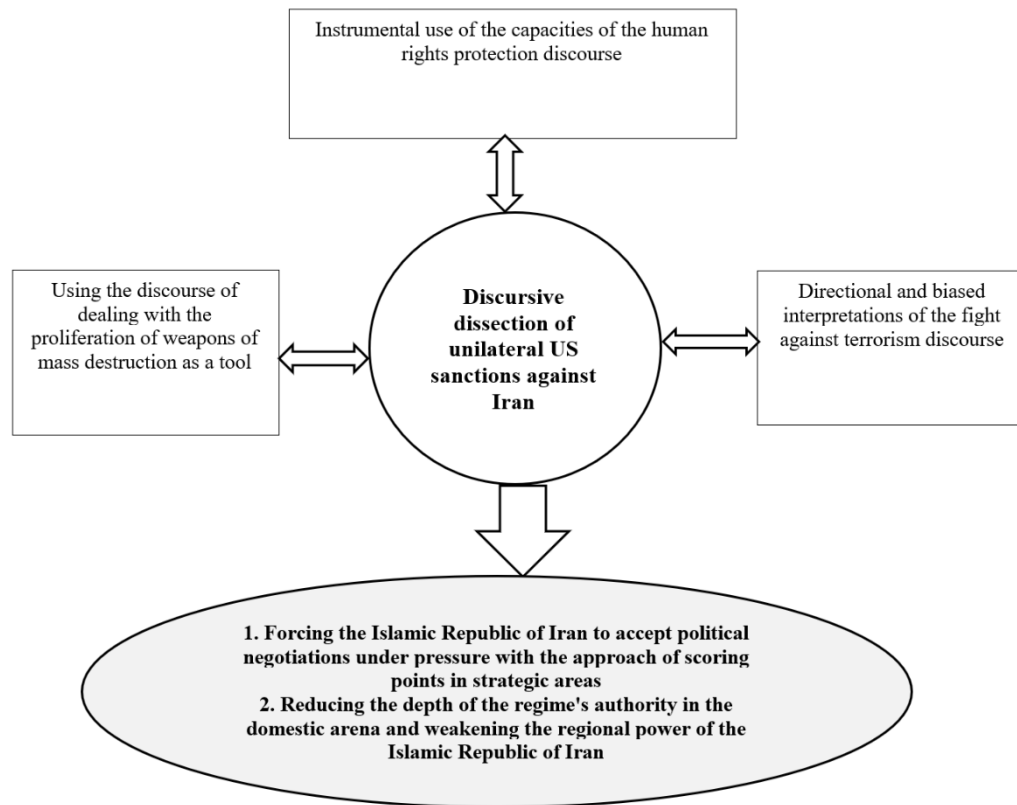 Instrumental use of the capacities of the human
rights protection discourse
Using the discourse of
dealing with the
proliferation of weapons of
mass destruction as a tool
Discursive
dissection of
unilateral US
sanctions against
Iran
Directional and biased
interpretations of the fight
against terrorism discourse
1. Forcing the Islamic Republic of Iran to accept political
negotiations under pressure with the approach of scoring
points in strategic areas
2. Reducing the depth of the regime's authority in the
domestic arena and weakening the regional power of the
Islamic Republic of Iran